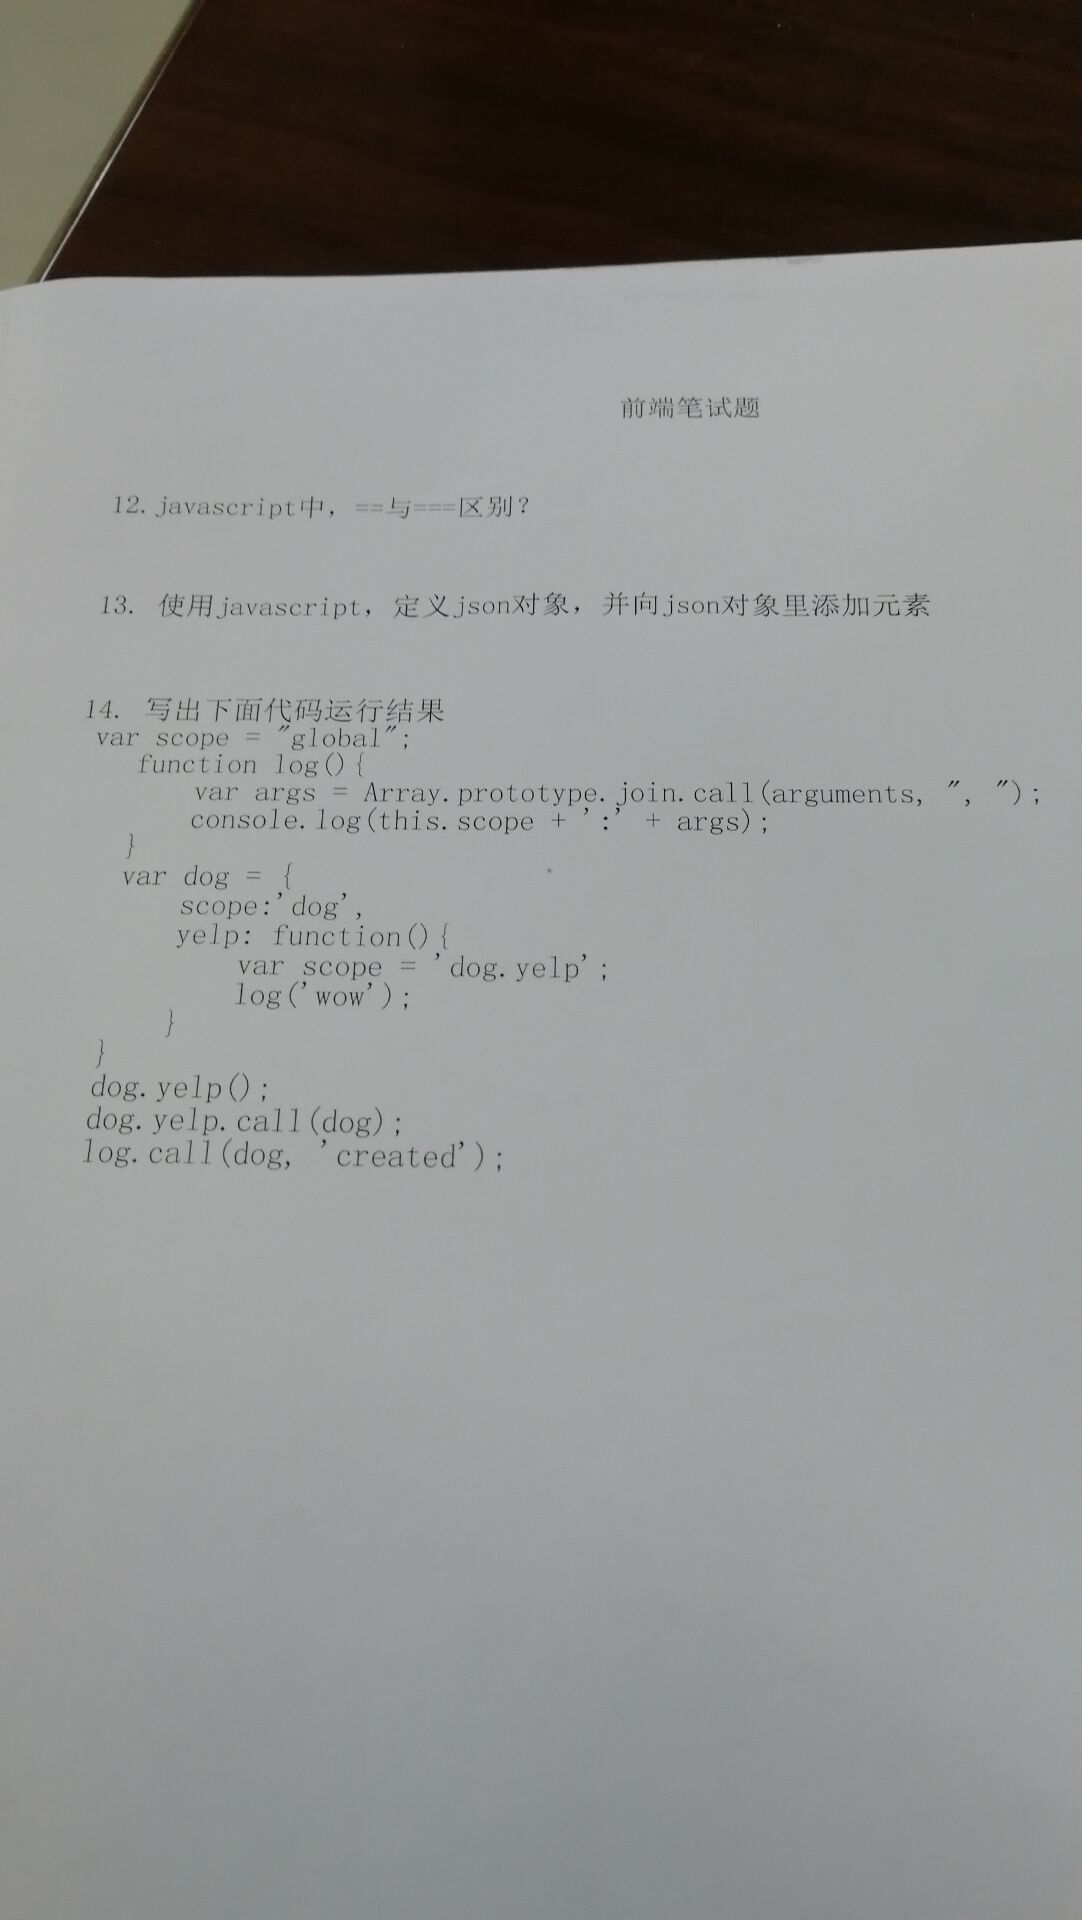 前端笔试题
12. javascript中，==与===区别?
13. 使用javascript，定义json对象，并向json对象里添加元素
14. 写出下面代码运行结果
var scope = "global";
function log(){
var args = Array.prototype.join.call(arguments, ", ");
console.log(this.scope + ':' + args);
}
var dog = {
scope:'dog',
yelp: function(){
var scope = 'dog.yelp';
log('wow');
}
}
dog.yelp();
dog.yelp.call(dog);
log.call(dog, 'created');